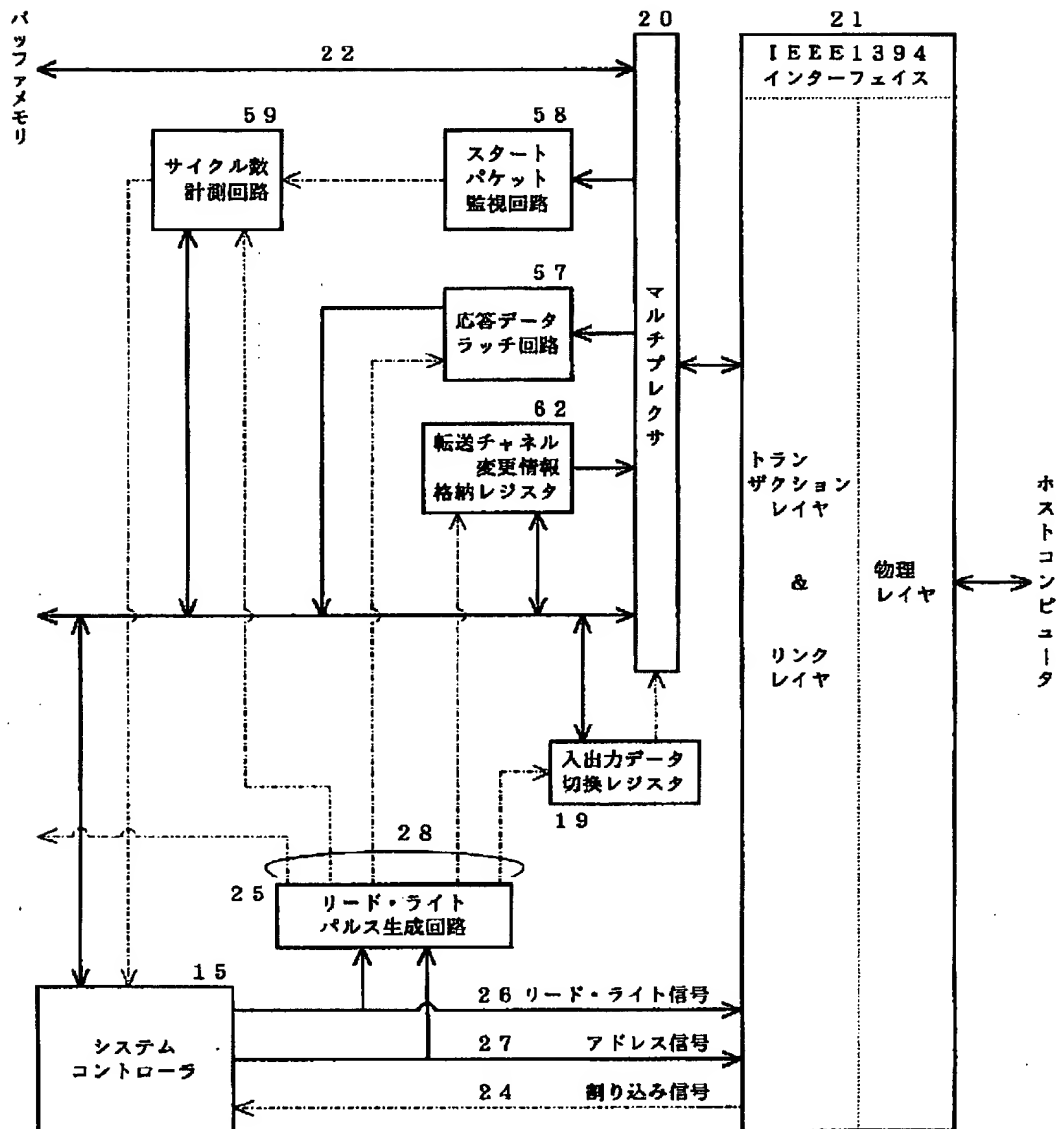 バッファメモリ
22
20
21
IEEE1394
インターフェイス
59
サイクル数
計測回路
58
スタート
パケット
監視回路
57
応答データ
ラッチ回路
62
転送チャネル
変更情報
格納レジスタ
マルチプレクサ
トラン
ザクション
レイヤ
&
リンク
レイヤ
物理
レイヤ
ホストコンピュータ
入出力データ
切換レジスタ
19
28
25
リード・ライト
パルス生成回路
15
システム
コントローラ
26 リード・ライト信号
27 アドレス信号
24 割り込み信号